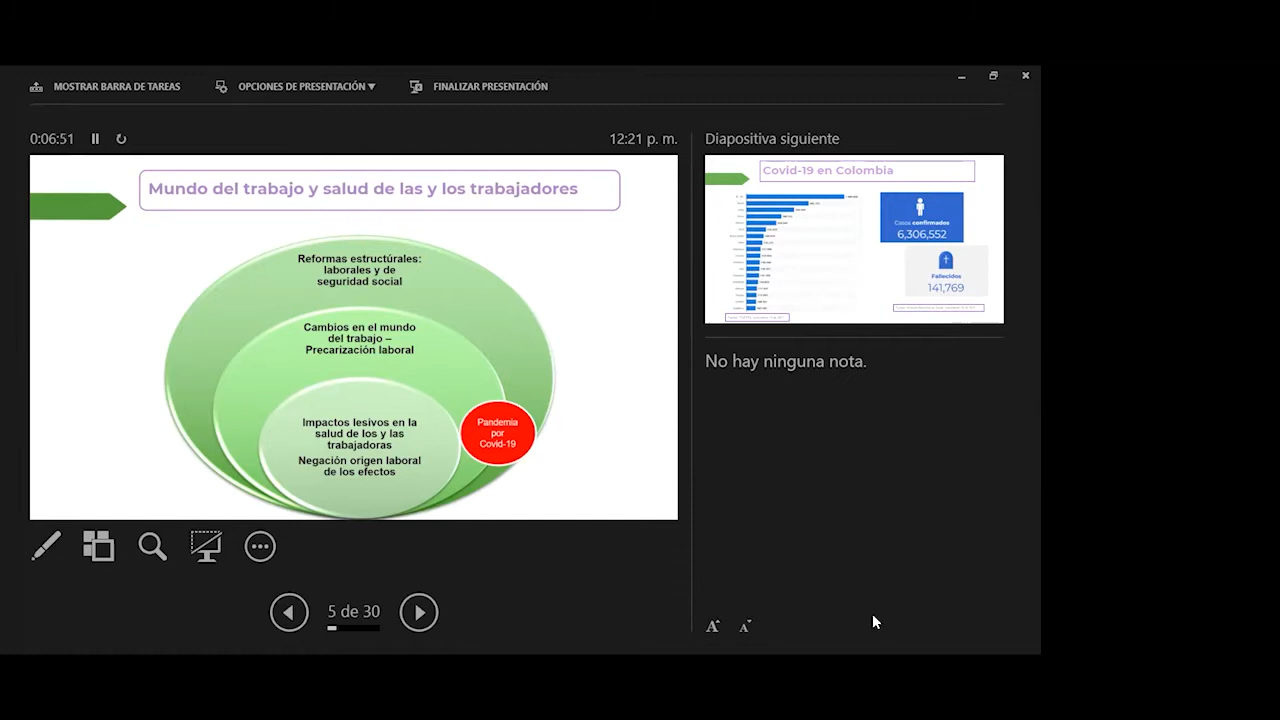 MOSTRAR BARRA DE TAREAS
OPCIONES DE PRESENTACIÓN
FINALIZAR PRESENTACIÓN
0:06:51
12:21 p. m.
Mundo del trabajo y salud de las y los trabajadores
Reformas estructúrales:
laborales y de
seguridad social
Cambios en el mundo
del trabajo –
Precarización laboral
Impactos lesivos en la
salud de los y las
trabajadoras
Negación origen laboral
de los efectos
Pandemia
por
Covid-19
5 de 30
Diapositiva siguiente
Covid-19 en Colombia
Casos confirmados
6,306,552
Fallecidos
141,769
No hay ninguna nota.
A
A